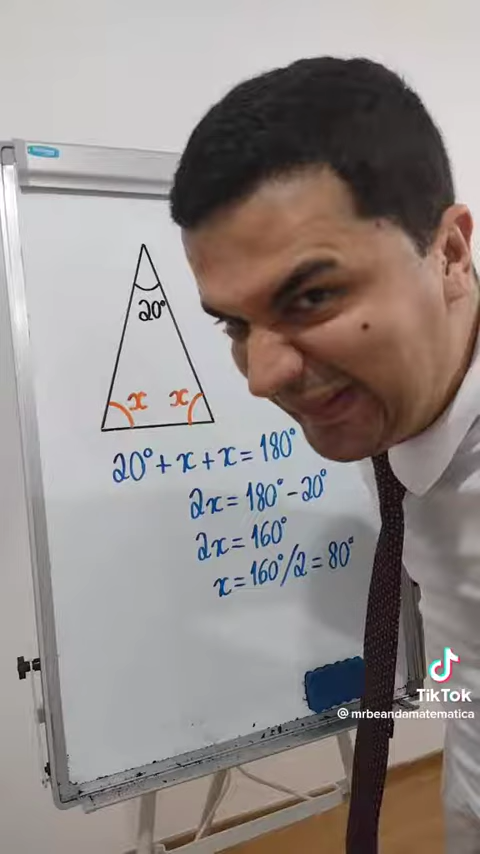 20°
x x
20° + x + x = 180°
2x = 180° - 20°
2x = 160°
x = 160°/2 = 80°
TikTok
@mrbeandamatematica